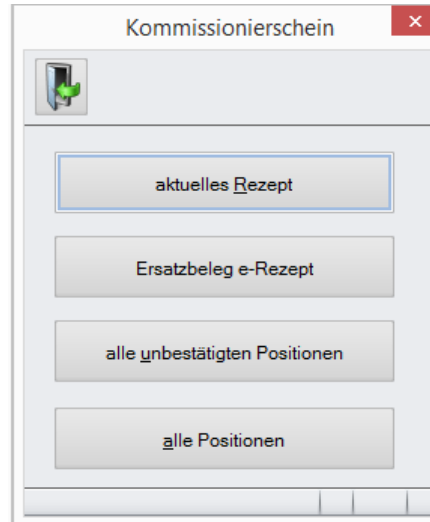 Kommissionierschein
aktuelles Rezept
Ersatzbeleg e-Rezept
alle unbestätigten Positionen
alle Positionen